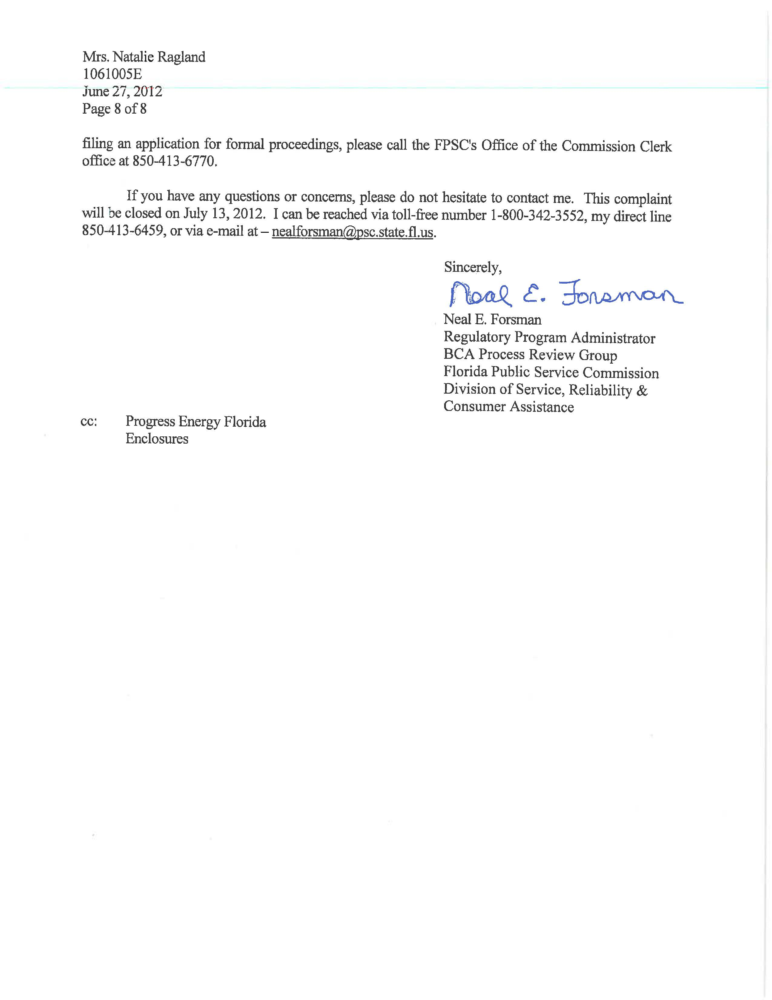 Mrs. Natalie Ragland
1061005E
June 27, 2012
Page 8 of 8
filing an application for formal proceedings, please call the FPSC's Office of the Commission Clerk
office at 850-413-6770.
If you have any questions or concerns, please do not hesitate to contact me. This complaint
will be closed on July 13, 2012. I can be reached via toll-free number 1-800-342-3552, my direct line
850-413-6459, or via e-mail at – nealforsman@psc.state.fl.us.
Sincerely,
Neal E. Forsman
Neal E. Forsman
Regulatory Program Administrator
BCA Process Review Group
Florida Public Service Commission
Division of Service, Reliability &
Consumer Assistance
cc: Progress Energy Florida
Enclosures